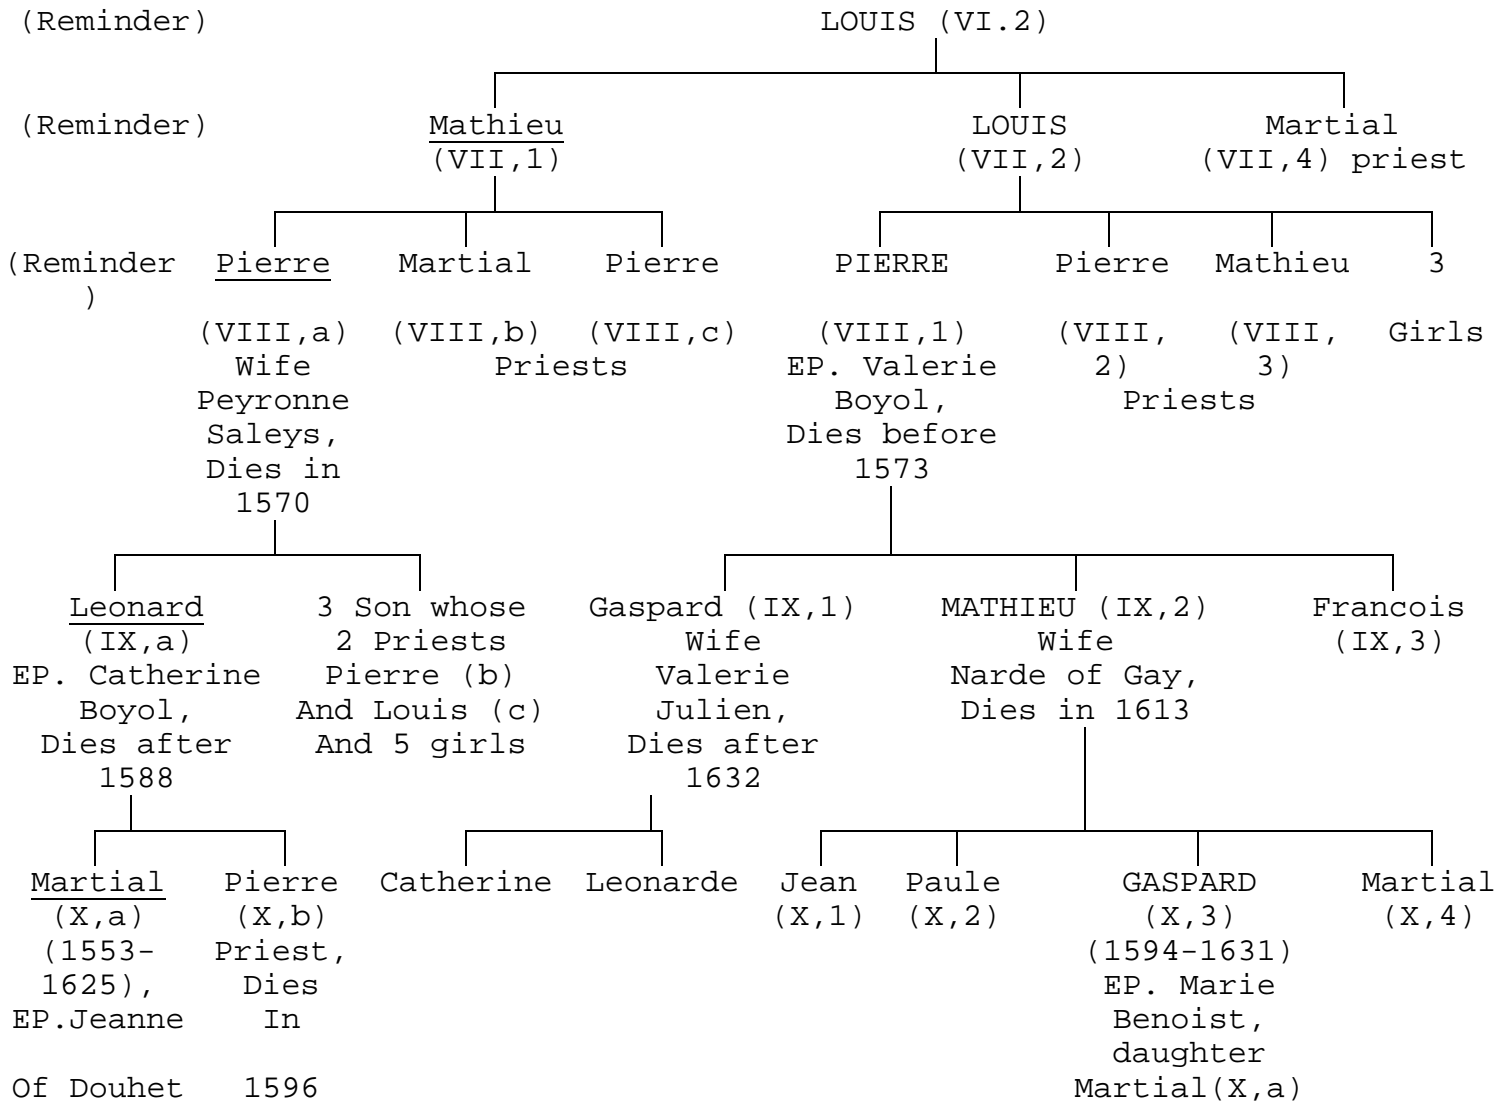 (Reminder) LOUIS (VI.2)
(Reminder) Mathieu LOUIS Martial
(VII,1) (VII,2) (VII,4) priest
(Reminder Pierre Martial Pierre PIERRE Pierre Mathieu 3
)
(VIII,a) (VIII,b) (VIII,c) (VIII,1) (VIII, (VIII, Girls
Wife Priests EP. Valerie 2) 3)
Peyronne Boyol, Priests
Saleys, Dies before
Dies in 1573
1570
Leonard 3 Son whose Gaspard (IX,1) MATHIEU (IX,2) Francois
(IX,a) 2 Priests Wife Wife (IX,3)
EP. Catherine Pierre (b) Valerie Narde of Gay,
Boyol, And Louis (c) Julien, Dies in 1613
Dies after And 5 girls Dies after
1588 1632
Martial Pierre Catherine Leonarde Jean Paule GASPARD Martial
(X,a) (X,b) (X,1) (X,2) (X,3) (X,4)
(1553- Priest, (1594-1631)
1625), Dies EP. Marie
EP.Jeanne In Benoist,
daughter
Of Douhet 1596 Martial(X,a)